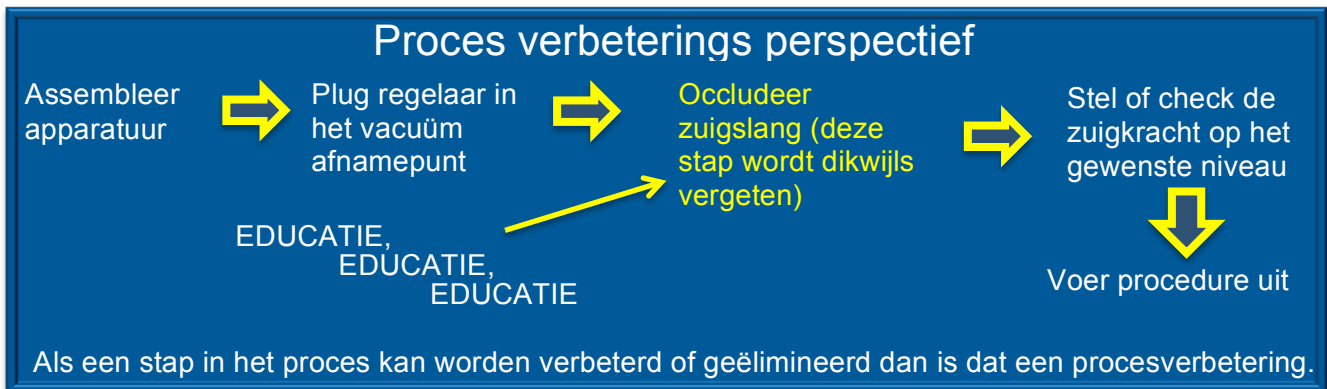 Proces verbeterings perspectief
Assembleer
apparatuur
Plug regelaar in
het vacuüm
afnamepunt
Occludeer
zuigslang (deze
stap wordt dikwijls
vergeten)
Stel of check de
zuigkracht op het
gewenste niveau
EDUCATIE,
EDUCATIE,
EDUCATIE
Voer procedure uit
Als een stap in het proces kan worden verbeterd of geëlimineerd dan is dat een procesverbetering.